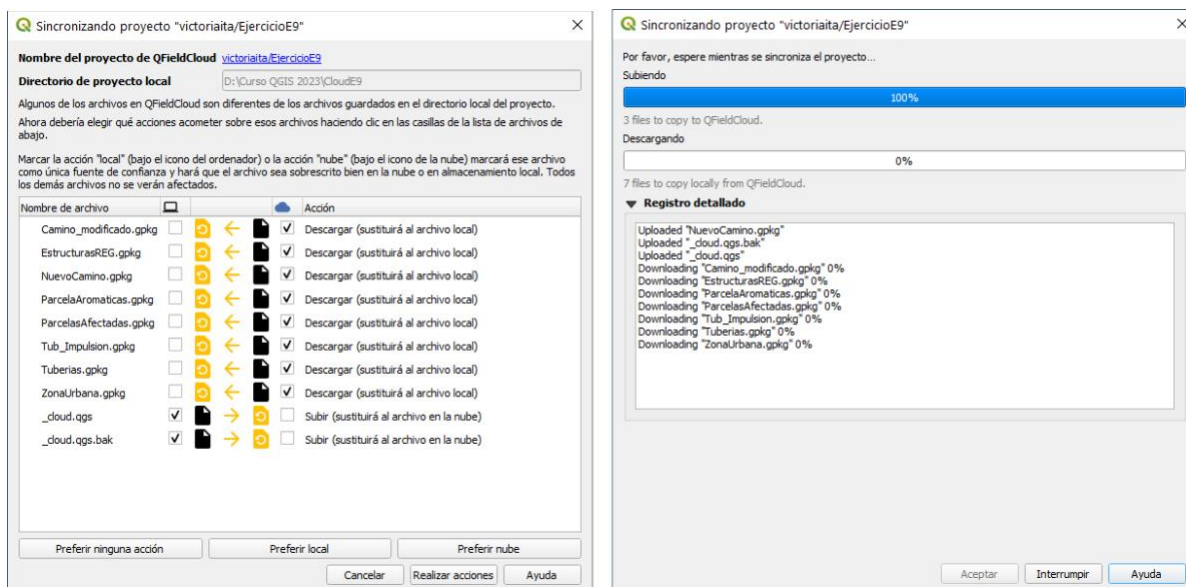 Sincronizando proyecto "victoriaita/EjercicioE9"
Nombre del proyecto de QFieldCloud victoriaita/EjercicioE9
Directorio de proyecto local D:\Curso QGIS 2023\CloudE9
Algunos de los archivos en QFieldCloud son diferentes de los archivos guardados en el directorio local del proyecto.
Ahora debería elegir qué acciones acometer sobre esos archivos haciendo clic en las casillas de la lista de archivos de
abajo.
Marcar la acción "local" (bajo el icono del ordenador) o la acción "nube" (bajo el icono de la nube) marcará ese archivo
como única fuente de confianza y hará que el archivo sea sobrescrito bien en la nube o en almacenamiento local. Todos
los demás archivos no se verán afectados.
Nombre de archivo Acción
Camino_modificado.gpkg Descargar (sustituirá al archivo local)
EstructurasREG.gpkg Descargar (sustituirá al archivo local)
NuevoCamino.gpkg Descargar (sustituirá al archivo local)
ParcelaAromaticas.gpkg Descargar (sustituirá al archivo local)
ParcelasAfectadas.gpkg Descargar (sustituirá al archivo local)
Tub_Impulsion.gpkg Descargar (sustituirá al archivo local)
Tuberias.gpkg Descargar (sustituirá al archivo local)
ZonaUrbana.gpkg Descargar (sustituirá al archivo local)
_cloud.qgs Subir (sustituirá al archivo en la nube)
_cloud.qgs.bak Subir (sustituirá al archivo en la nube)
Preferir ninguna acción Preferir local Preferir nube
Cancelar Realizar acciones Ayuda
Sincronizando proyecto "victoriaita/EjercicioE9"
Por favor, espere mientras se sincroniza el proyecto...
Subiendo
100%
3 files to copy to QFieldCloud.
Descargando
0%
7 files to copy locally from QFieldCloud.
Registro detallado
Uploaded "NuevoCamino.gpkg"
Uploaded "_cloud.qgs.bak"
Uploaded "_cloud.qgs"
Downloading "Camino_modificado.gpkg" 0%
Downloading "EstructurasREG.gpkg" 0%
Downloading "ParcelaAromaticas.gpkg" 0%
Downloading "ParcelasAfectadas.gpkg" 0%
Downloading "Tub_Impulsion.gpkg" 0%
Downloading "Tuberias.gpkg" 0%
Downloading "ZonaUrbana.gpkg" 0%
Aceptar Interrumpir Ayuda